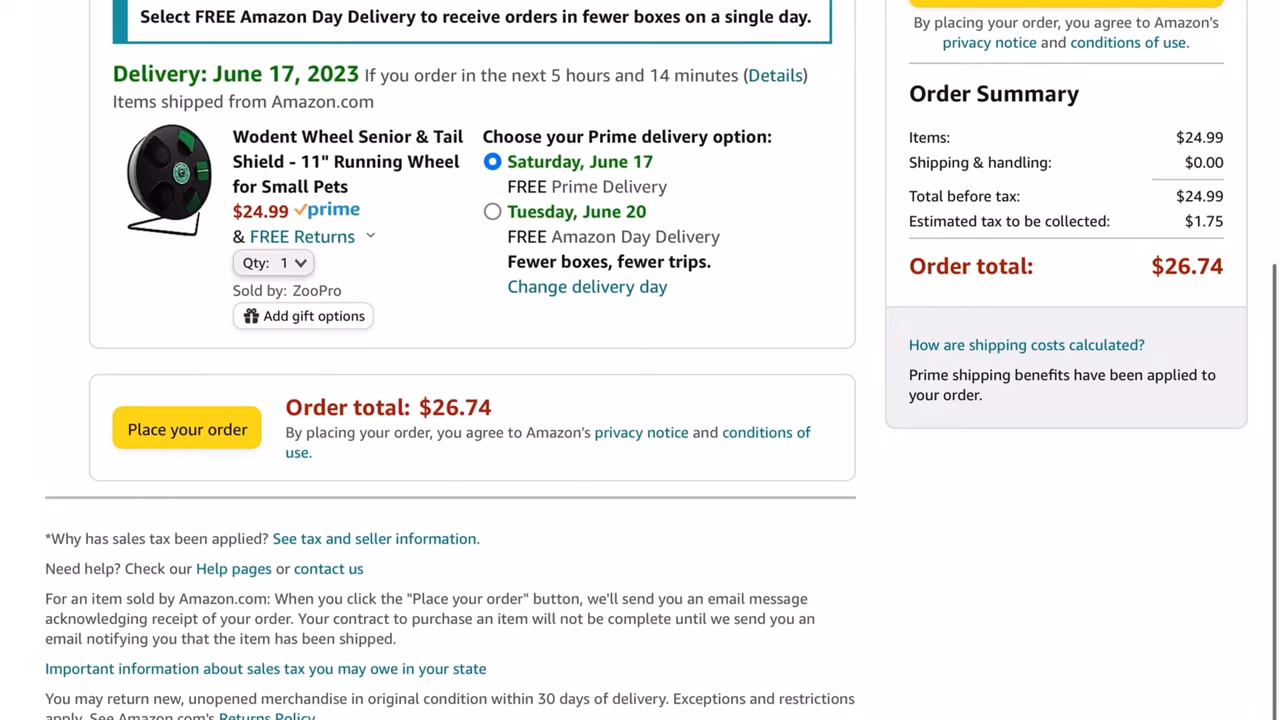 Select FREE Amazon Day Delivery to receive orders in fewer boxes on a single day.
Delivery: June 17, 2023 If you order in the next 5 hours and 14 minutes (Details)
Items shipped from Amazon.com
Wodent Wheel Senior & Tail
Shield - 11" Running Wheel
for Small Pets
$24.99 prime
& FREE Returns
Qty: 1
Sold by: ZooPro
Add gift options
Choose your Prime delivery option:
Saturday, June 17
FREE Prime Delivery
Tuesday, June 20
FREE Amazon Day Delivery
Fewer boxes, fewer trips.
Change delivery day
Place your order
Order total: $26.74
By placing your order, you agree to Amazon's privacy notice and conditions of
use.
*Why has sales tax been applied? See tax and seller information.
Need help? Check our Help pages or contact us
For an item sold by Amazon.com: When you click the "Place your order" button, we'll send you an email message
acknowledging receipt of your order. Your contract to purchase an item will not be complete until we send you an
email notifying you that the item has been shipped.
Important information about sales tax you may owe in your state
You may return new, unopened merchandise in original condition within 30 days of delivery. Exceptions and restrictions
apply. See Amazon.com's Returns Policy.
By placing your order, you agree to Amazon's
privacy notice and conditions of use.
Order Summary
Items: $24.99
Shipping & handling: $0.00
Total before tax: $24.99
Estimated tax to be collected: $1.75
Order total: $26.74
How are shipping costs calculated?
Prime shipping benefits have been applied to
your order.